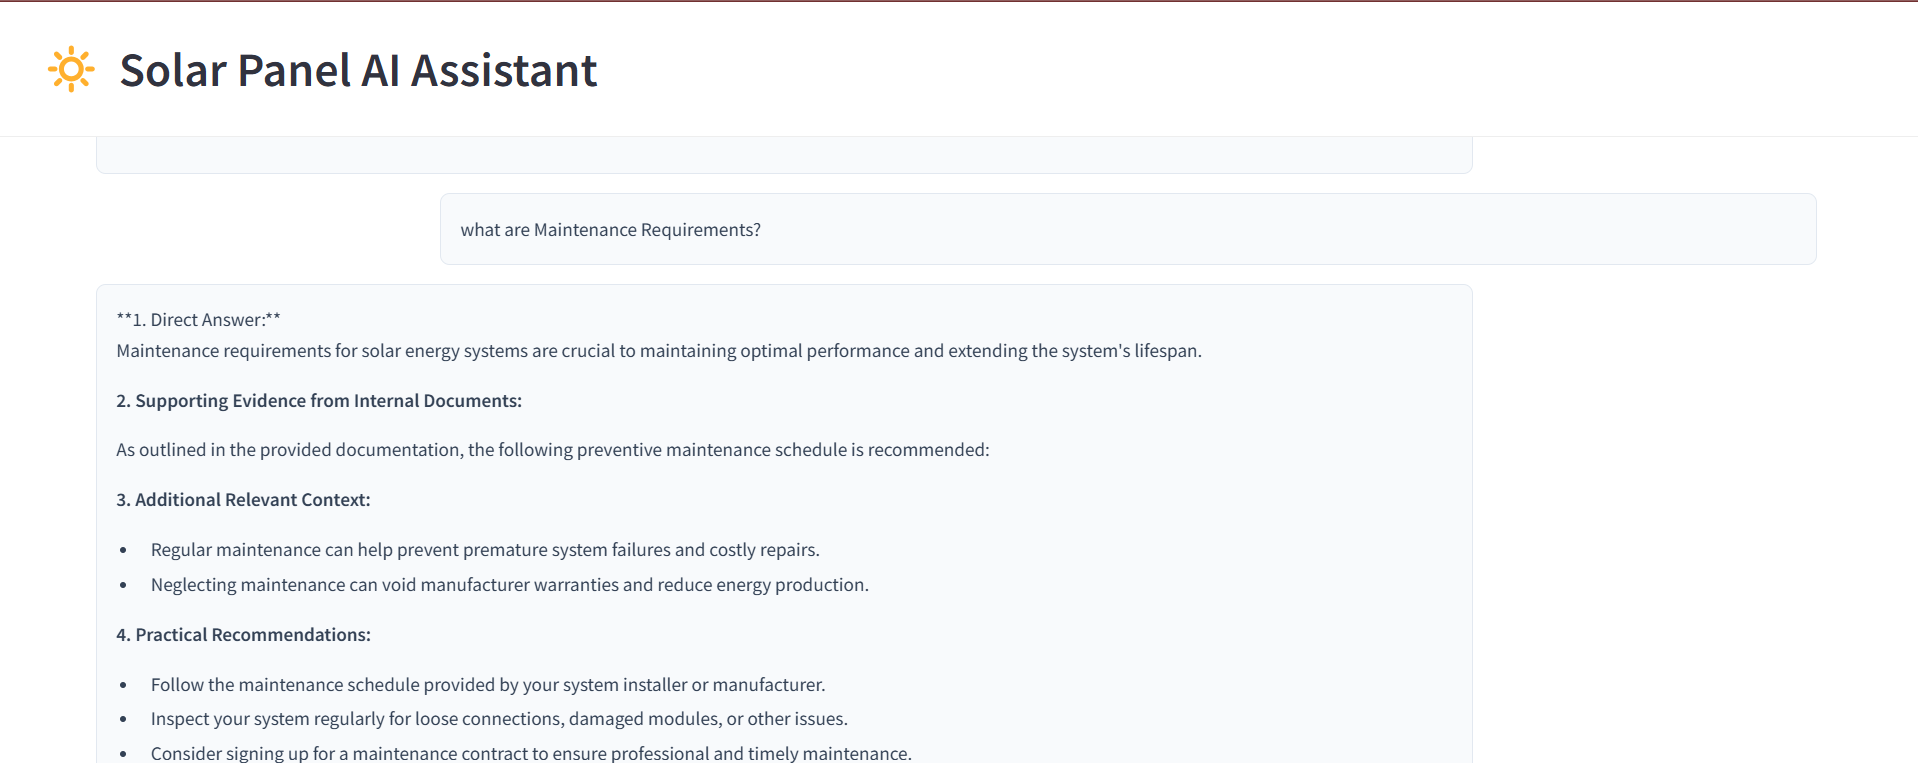 Solar Panel AI Assistant
what are Maintenance Requirements?
**1. Direct Answer:**
Maintenance requirements for solar energy systems are crucial to maintaining optimal performance and extending the system's lifespan.
2. Supporting Evidence from Internal Documents:
As outlined in the provided documentation, the following preventive maintenance schedule is recommended:
3. Additional Relevant Context:
• Regular maintenance can help prevent premature system failures and costly repairs.
• Neglecting maintenance can void manufacturer warranties and reduce energy production.
4. Practical Recommendations:
• Follow the maintenance schedule provided by your system installer or manufacturer.
• Inspect your system regularly for loose connections, damaged modules, or other issues.
• Consider signing up for a maintenance contract to ensure professional and timely maintenance.